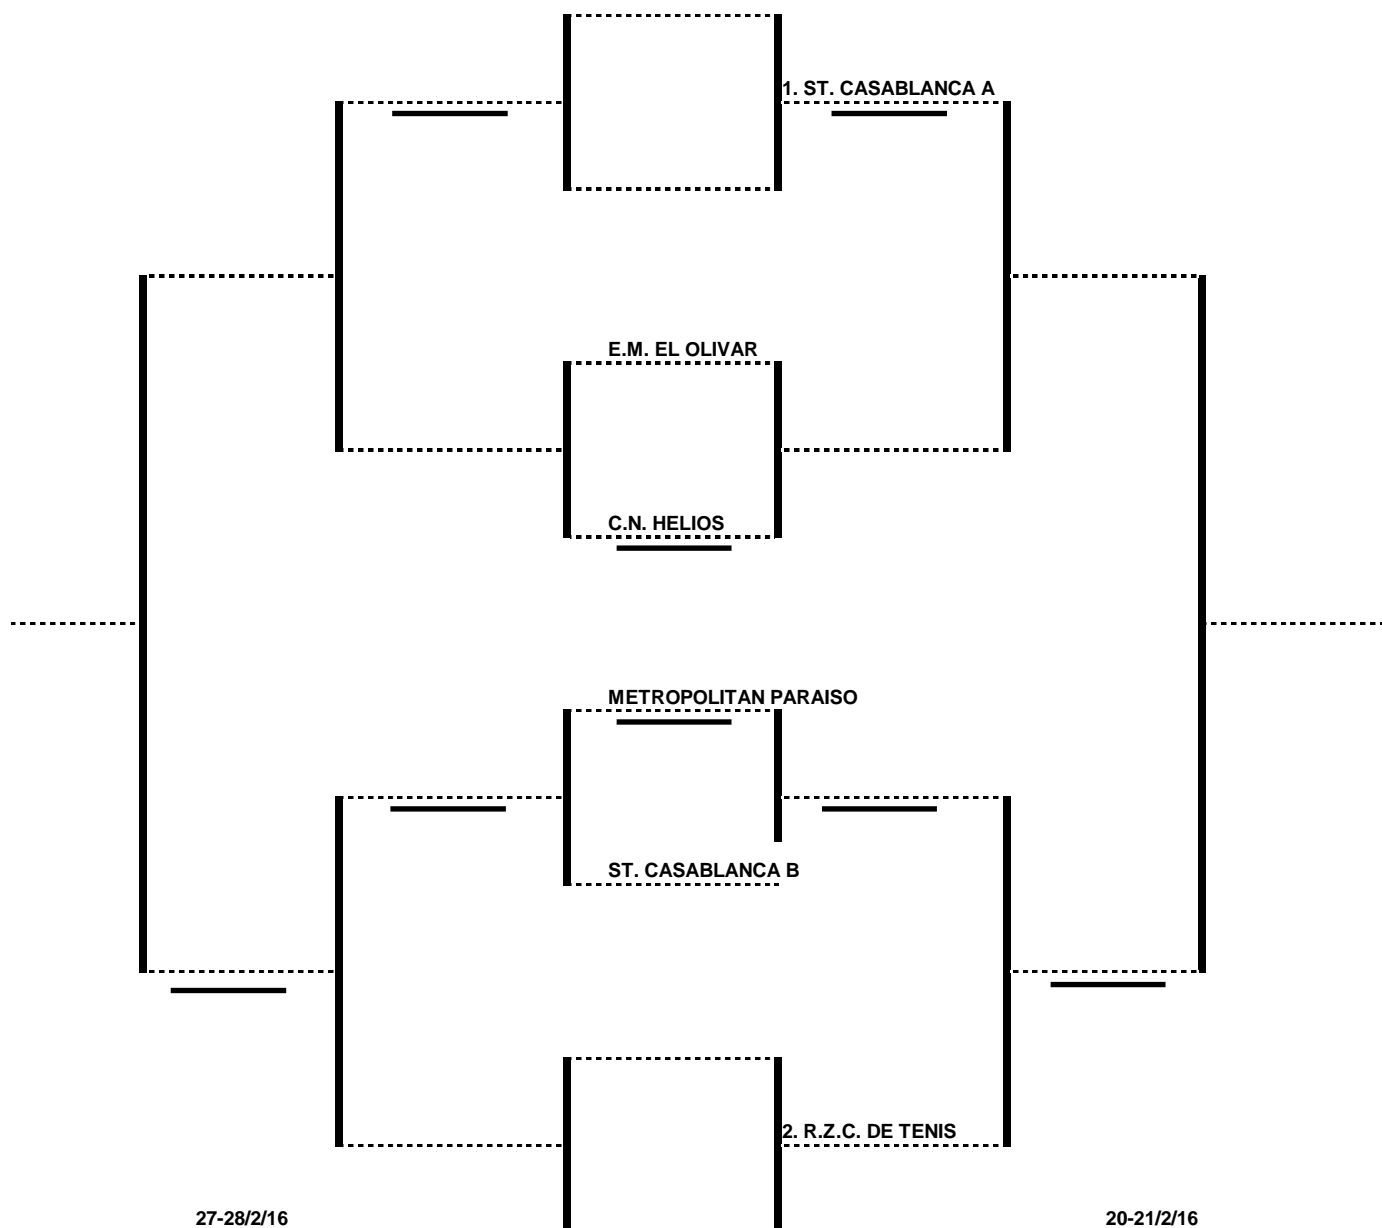 1. ST. CASABLANCA A
E.M. EL OLIVAR
C.N. HELIOS
METROPOLITAN PARAISO
ST. CASABLANCA B
2. R.Z.C. DE TENIS
27-28/2/16
20-21/2/16